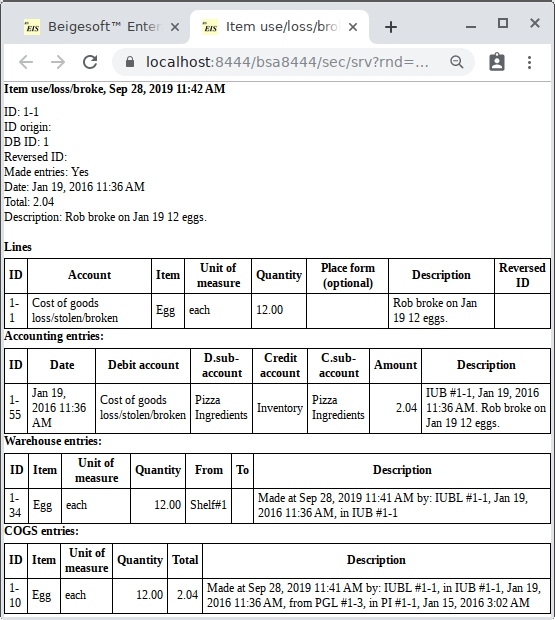 EIS Beigesoft™ Enter
EIS Item use/loss/bro
localhost:8444/bsa8444/sec/srv?rnd=...
Item use/loss/broke, Sep 28, 2019 11:42 AM
ID: 1-1
ID origin:
DB ID: 1
Reversed ID:
Made entries: Yes
Date: Jan 19, 2016 11:36 AM
Total: 2.04
Description: Rob broke on Jan 19 12 eggs.
Lines
ID Account Item Unit of measure Quantity Place form (optional) Description Reversed ID
1-1 Cost of goods loss/stolen/broken Egg each 12.00 Rob broke on Jan 19 12 eggs.
Accounting entries:
ID Date Debit account D.sub-account Credit account C.sub-account Amount Description
1-55 Jan 19, 2016 11:36 AM Cost of goods loss/stolen/broken Pizza Ingredients Inventory Pizza Ingredients 2.04 IUB #1-1, Jan 19, 2016 11:36 AM. Rob broke on Jan 19 12 eggs.
Warehouse entries:
ID Item Unit of measure Quantity From To Description
1-34 Egg each 12.00 Shelf#1 Made at Sep 28, 2019 11:41 AM by: IUBL #1-1, Jan 19, 2016 11:36 AM, in IUB #1-1
COGS entries:
ID Item Unit of measure Quantity Total Description
1-10 Egg each 12.00 2.04 Made at Sep 28, 2019 11:41 AM by: IUBL #1-1, in IUB #1-1, Jan 19, 2016 11:36 AM, from PGL #1-3, in PI #1-1, Jan 15, 2016 3:02 AM